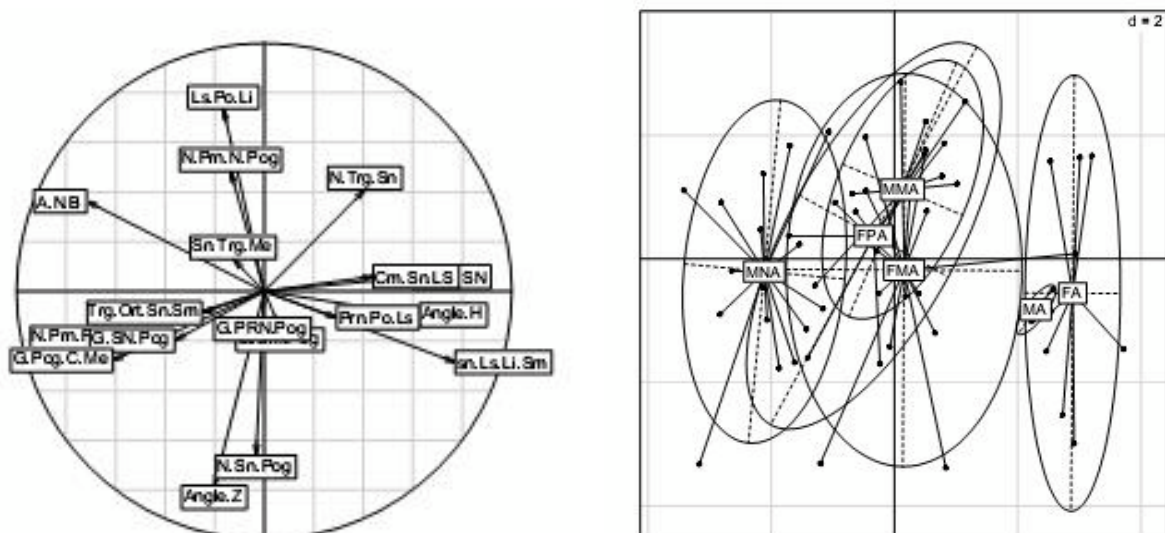 d = 2
Ls.Po.Li
N.Prn.N.Pog
N.Trg.Sn
A.NB
MMA
Sn.Trg.Me
FPA
Cm.Sn.LS SN
MNA
FMA
Trg.Ort.Sn.Sm
Prn.Po.Ls
Angle.H
FA
MA
G.PRN.Pog
N.Prn.P
G.SN.Pog
G.Pog.C.Me
sn.Ls.Li.Sm
N.Sn.Pog
Angle.Z